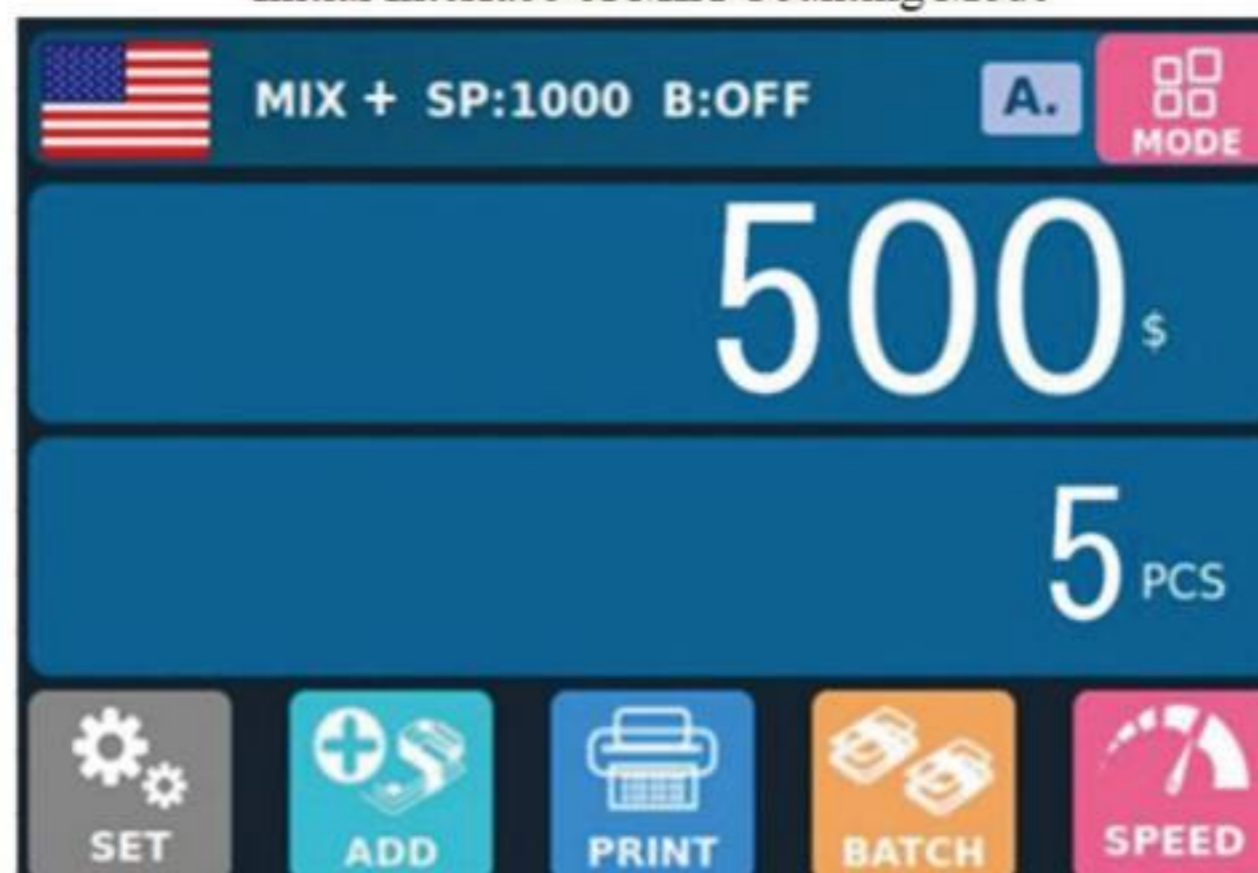 MIX + SP:1000 B:OFF A. MODE
500 $
5 PCS
SET ADD PRINT BATCH SPEED